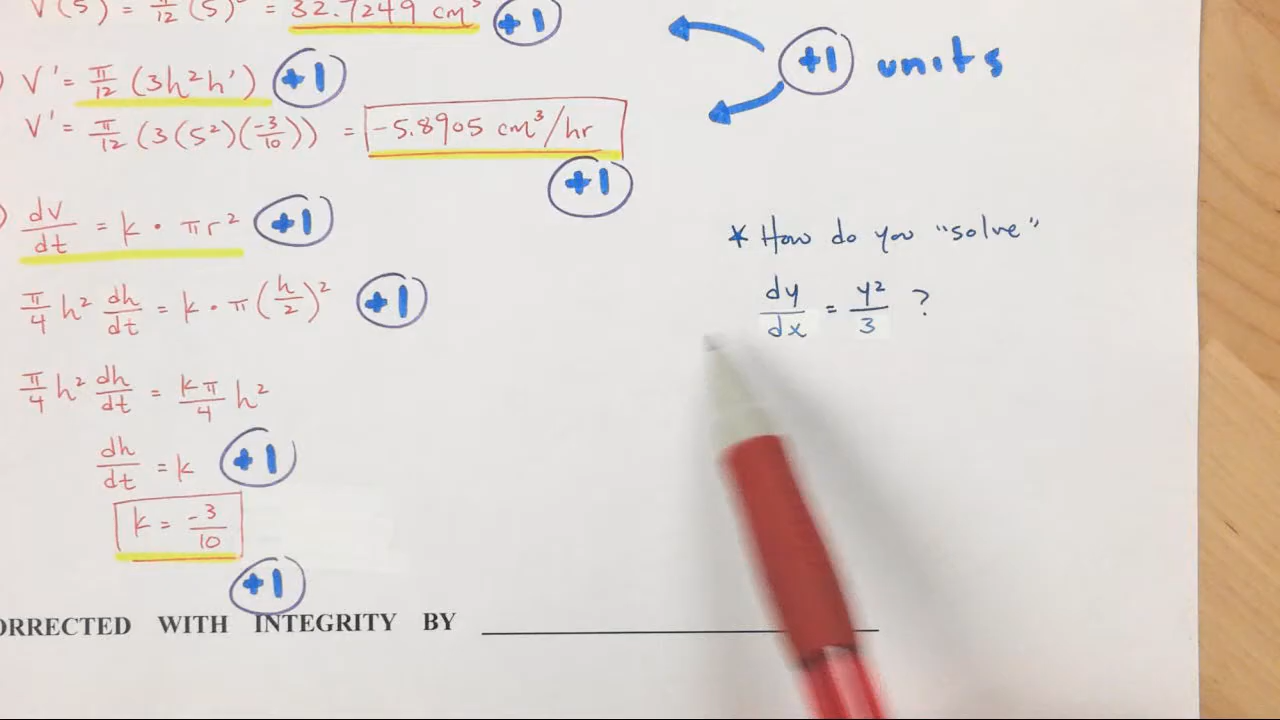 V(5) = π/12 (5)³ = 32.7249 cm³ +1
+1 units
) V' = π/12 (3h²h') +1
V' = π/12 (3(5²)(-3/10)) = -5.8905 cm³/hr
+1
) dV/dt = k · πr² +1
* How do you "solve"
dy/dx = y²/3 ?
π/4 h² dh/dt = k · π(h/2)² +1
π/4 h² dh/dt = kπ/4 h²
dh/dt = k +1
k = -3/10
+1
ORRECTED WITH INTEGRITY BY